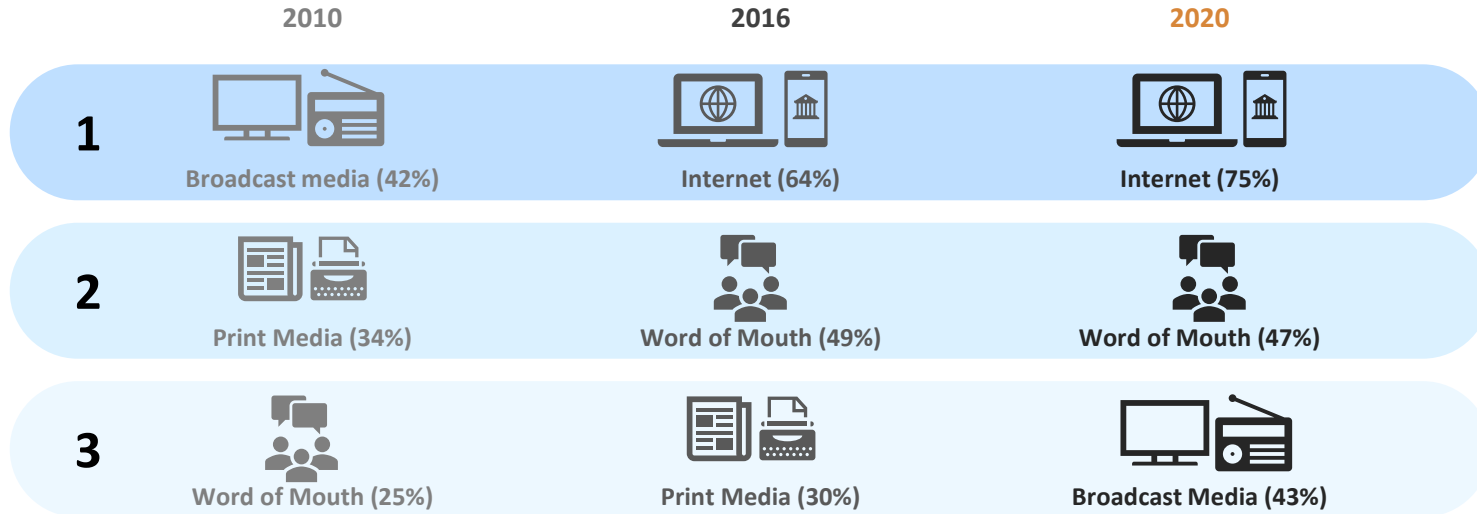 2010 2016 2020
1
Broadcast media (42%) Internet (64%) Internet (75%)
2
Print Media (34%) Word of Mouth (49%) Word of Mouth (47%)
3
Word of Mouth (25%) Print Media (30%) Broadcast Media (43%)